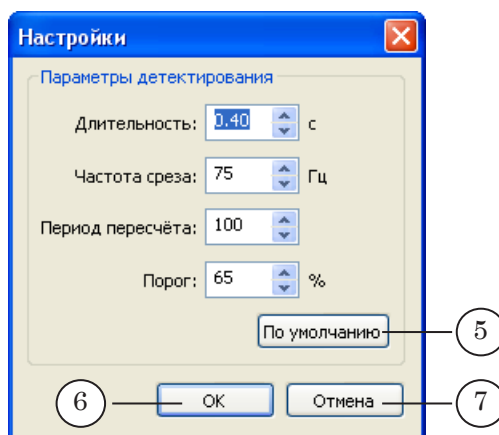 Настройки
Параметры детектирования
Длительность: 0.40 с
Частота среза: 75 Гц
Период пересчёта: 100
Порог: 65 %
По умолчанию 5
6 OK Отмена 7